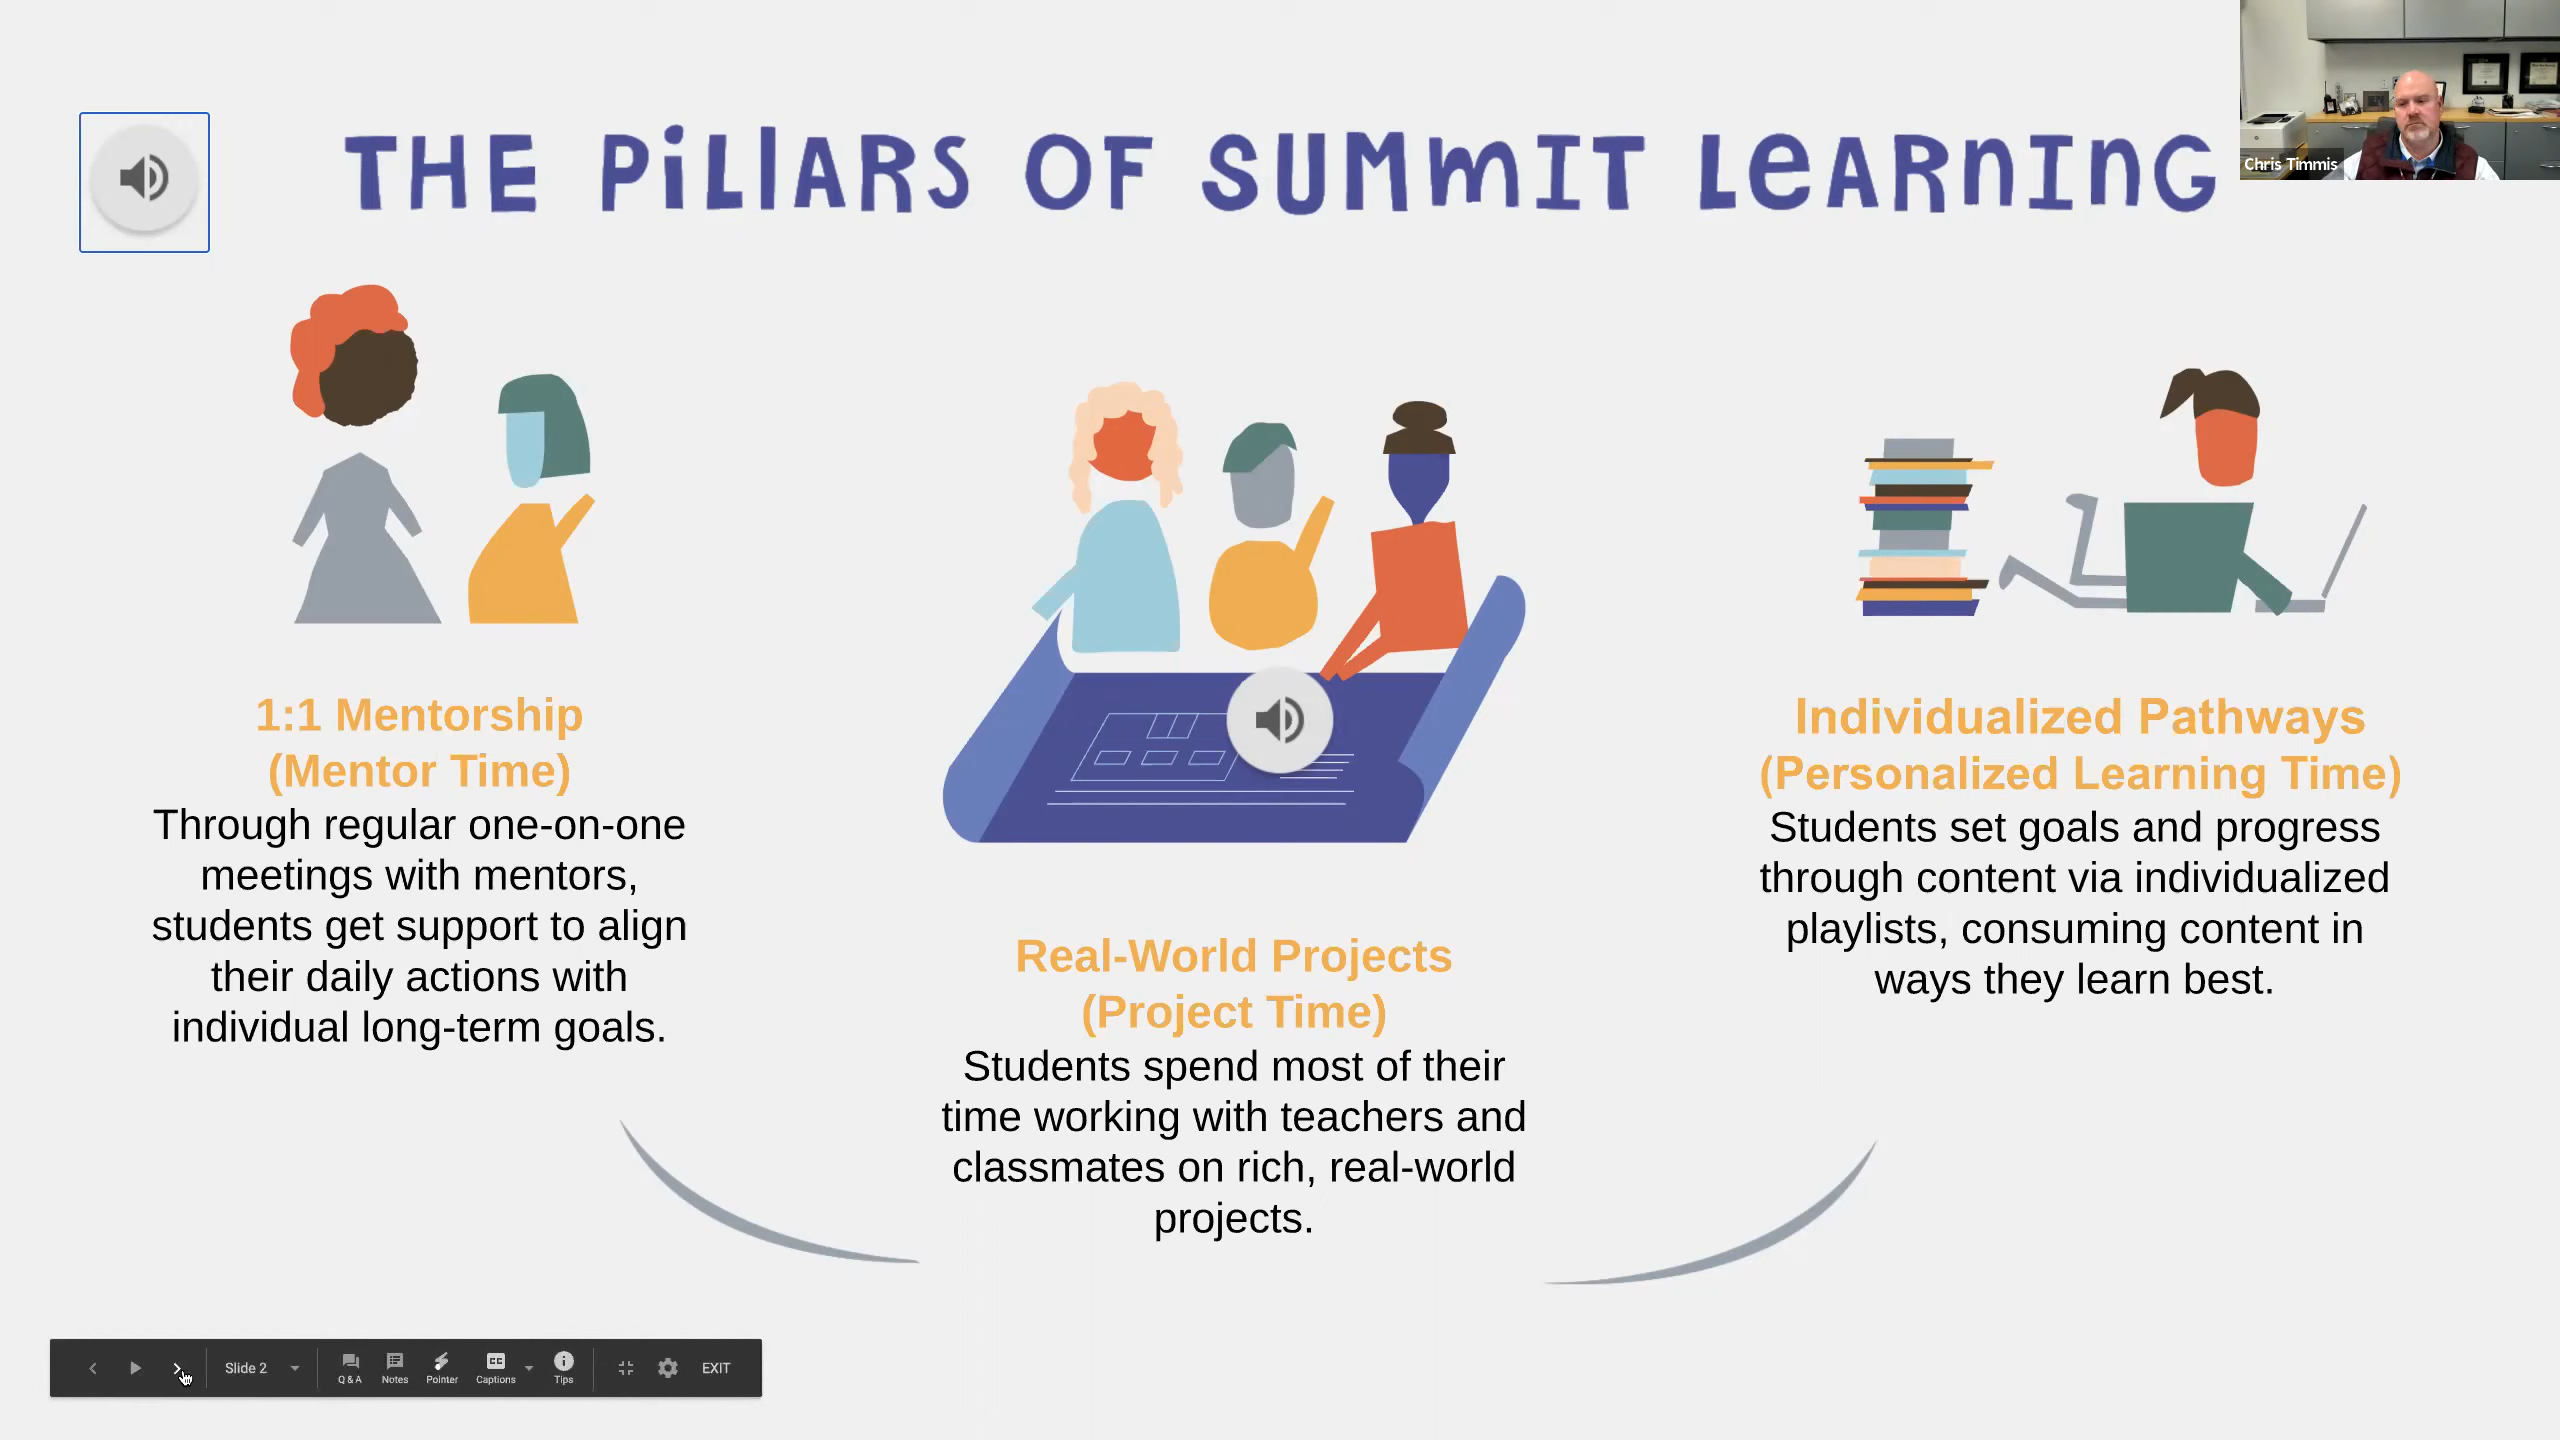 THE PiLLARS OF SUMmIT LeARnInG
Chris Timmis
1:1 Mentorship
(Mentor Time)
Through regular one-on-one
meetings with mentors,
students get support to align
their daily actions with
individual long-term goals.
Real-World Projects
(Project Time)
Students spend most of their
time working with teachers and
classmates on rich, real-world
projects.
Individualized Pathways
(Personalized Learning Time)
Students set goals and progress
through content via individualized
playlists, consuming content in
ways they learn best.
Slide 2
Q & A
Notes
Pointer
CC
Captions
Tips
EXIT